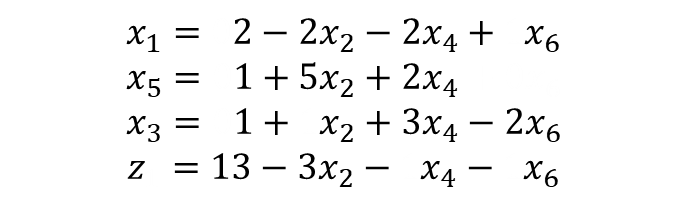 x₁ = 2 − 2x₂ − 2x₄ + x₆
x₅ = 1 + 5x₂ + 2x₄
x₃ = 1 + x₂ + 3x₄ − 2x₆
z = 13 − 3x₂ − x₄ − x₆